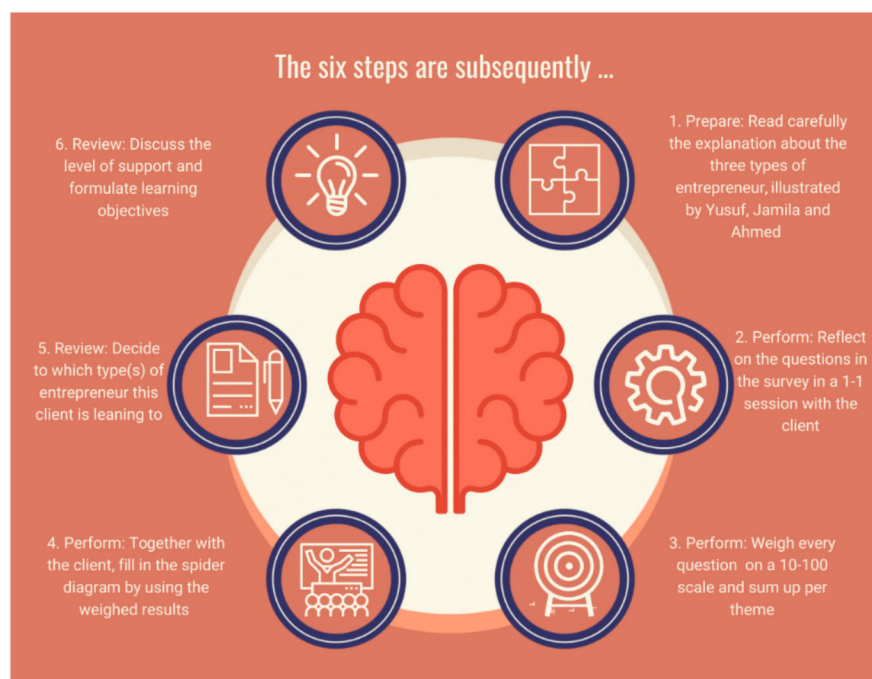 The six steps are subsequently ...
1. Prepare: Read carefully
the explanation about the
three types of
entrepreneur, illustrated
by Yusuf, Jamila and
Ahmed
2. Perform: Reflect
on the questions in
the survey in a 1-1
session with the
client
3. Perform: Weigh every
question on a 10-100
scale and sum up per
theme
4. Perform: Together with
the client, fill in the spider
diagram by using the
weighed results
5. Review: Decide
to which type(s) of
entrepreneur this
client is leaning to
6. Review: Discuss the
level of support and
formulate learning
objectives